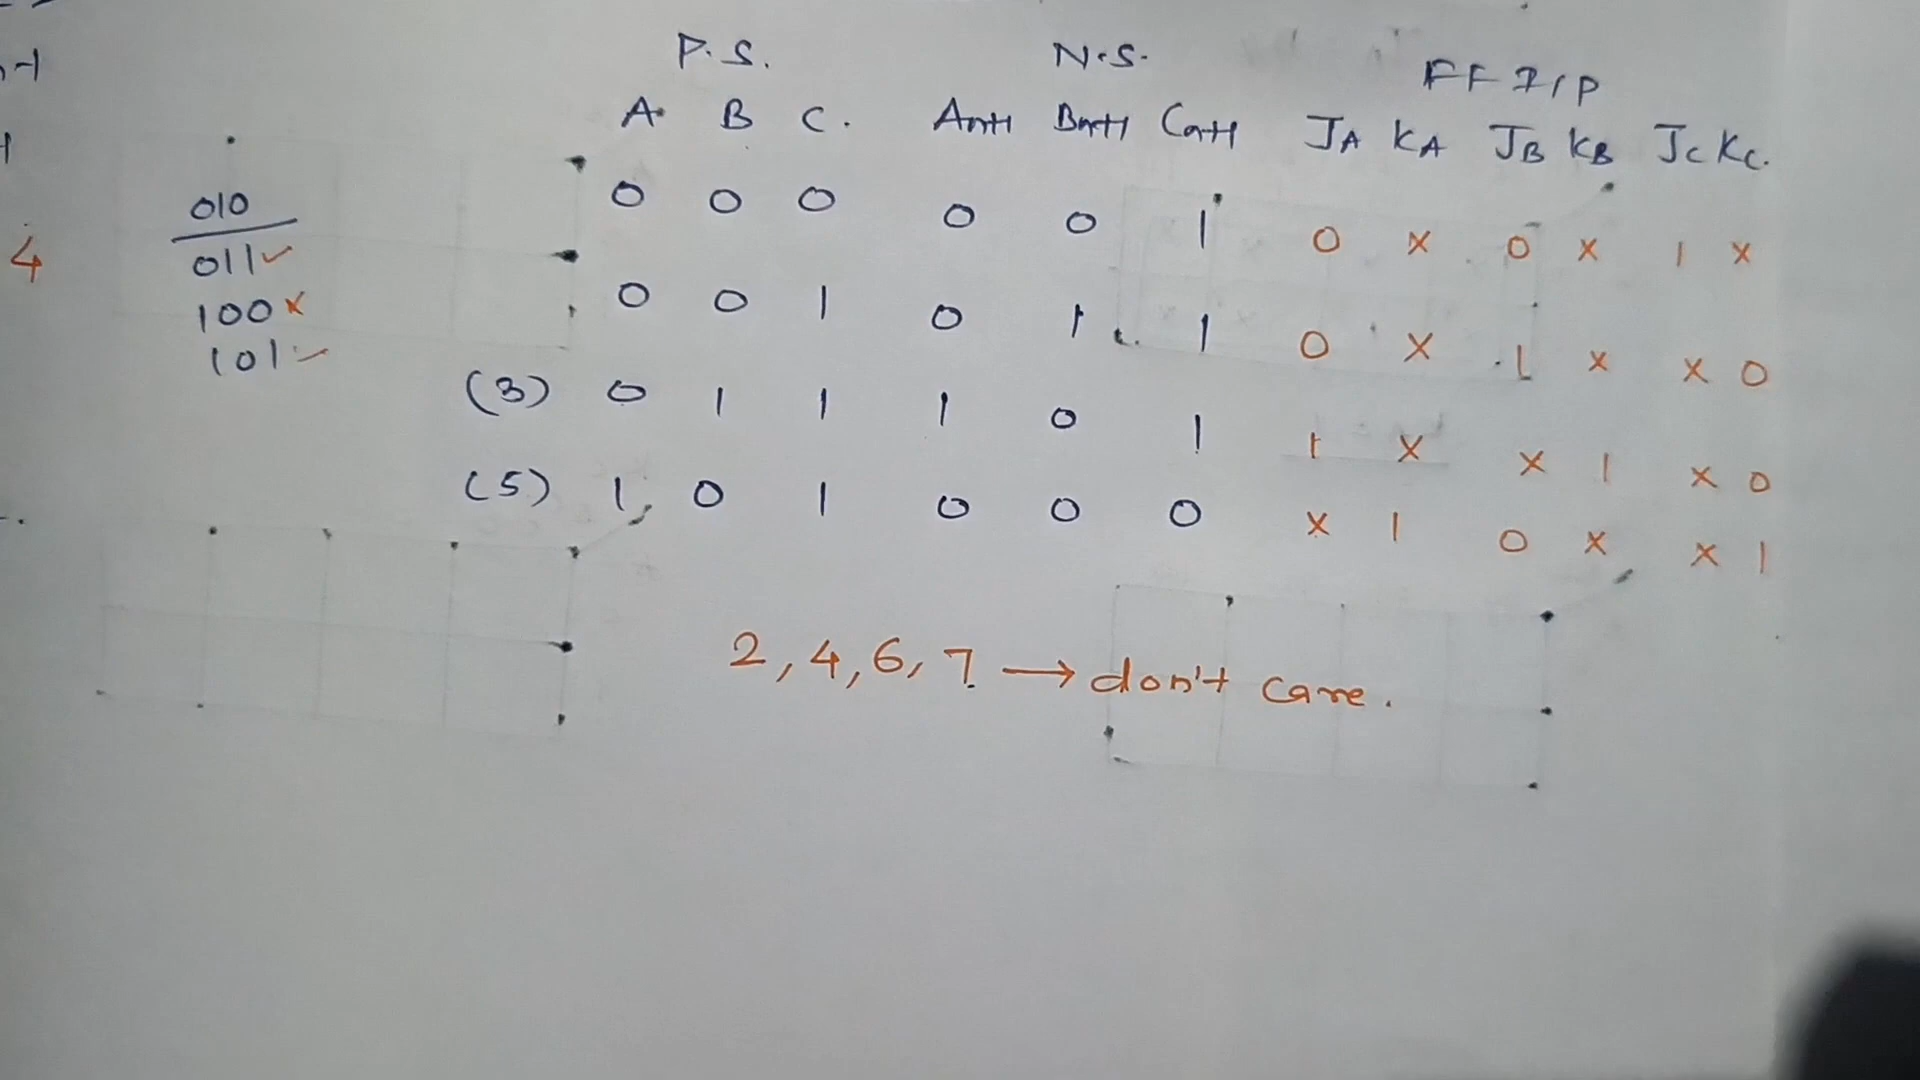 P.S. N.S. FF I/P
A B C. An+1 Bn+1 Cn+1 JA KA JB KB JC KC.
0 0 0 0 0 1 0 x 0 x 1 x
0 0 1 0 1 1 0 x 1 x x 0
(3) 0 1 1 1 0 1 1 x x 1 x 0
(5) 1 0 1 0 0 0 x 1 0 x x 1
2, 4, 6, 7 → don't care.
4
010
011 ✓
100 x
101 ✓